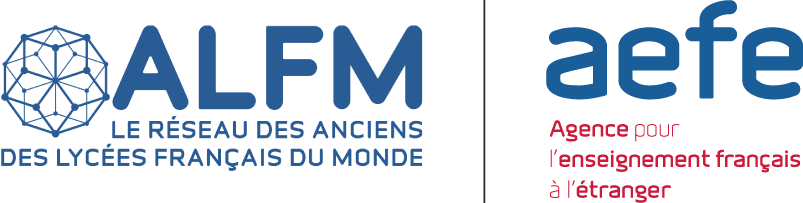 ALFM
LE RÉSEAU DES ANCIENS
DES LYCÉES FRANÇAIS DU MONDE
aefe
Agence pour
l'enseignement français
à l'étranger